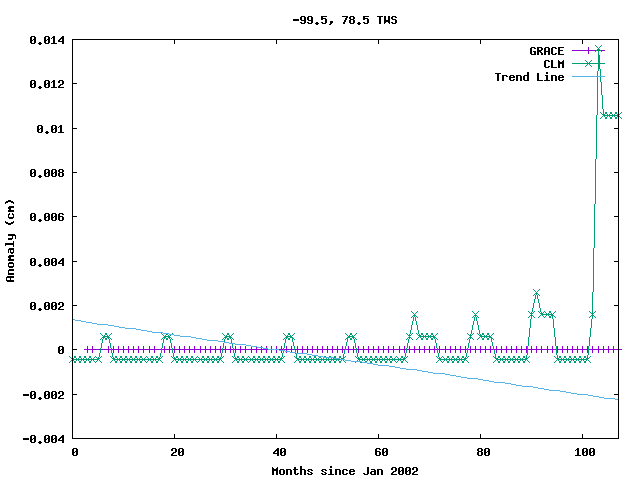 -99.5, 78.5 TWS
0.014
0.012
0.01
0.008
0.006
0.004
0.002
0
-0.002
-0.004
Anomaly (cm)
GRACE
CLM
Trend Line
0 20 40 60 80 100
Months since Jan 2002